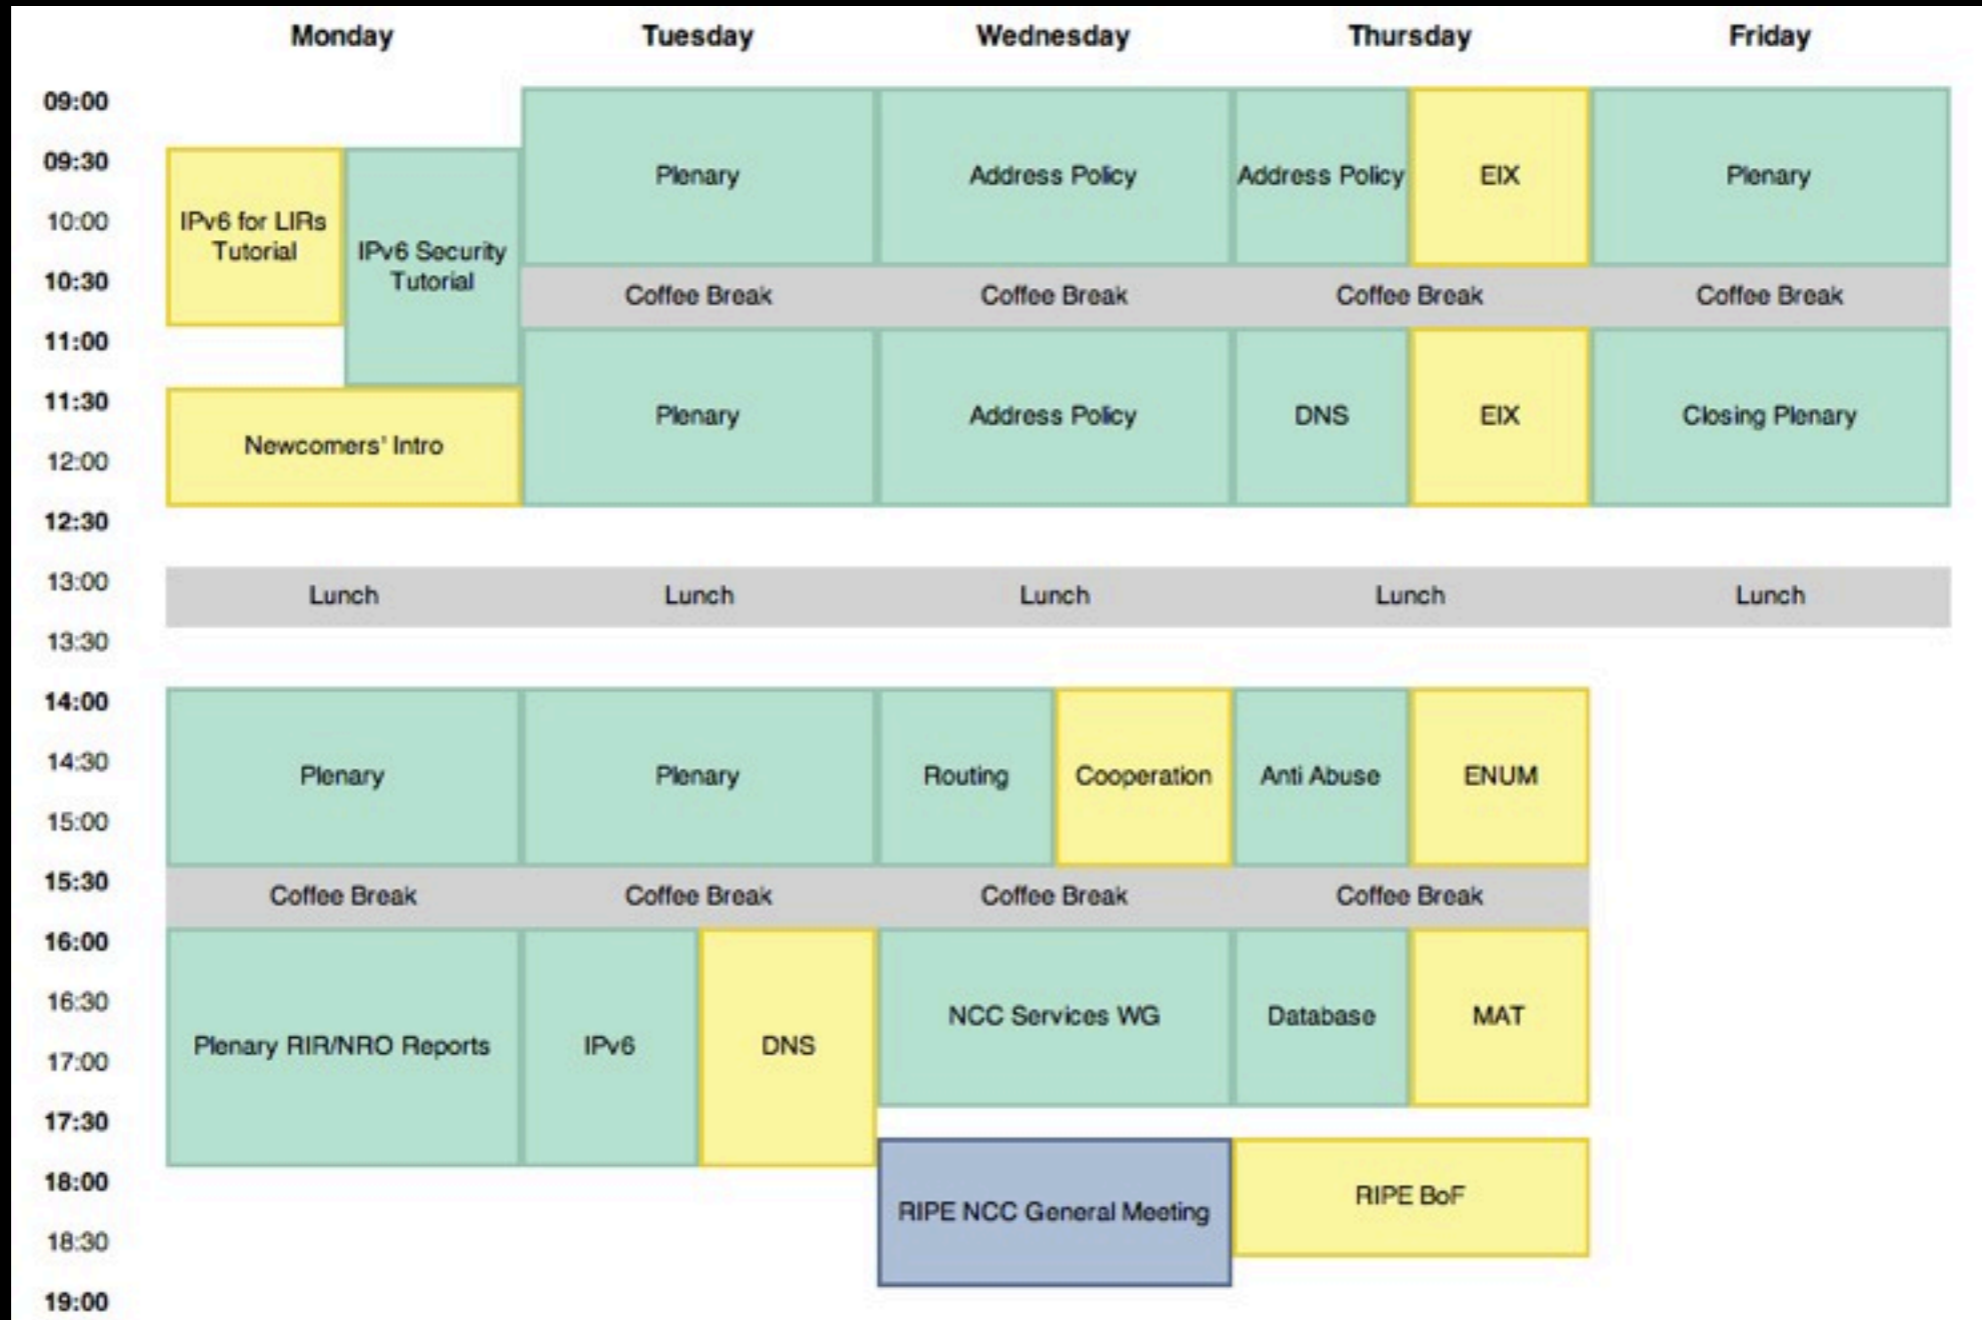 Monday Tuesday Wednesday Thursday Friday
09:00
09:30
Plenary Address Policy Address Policy EIX Plenary
10:00
IPv6 for LIRs
Tutorial
IPv6 Security
Tutorial
10:30
Coffee Break Coffee Break Coffee Break Coffee Break
11:00
11:30
Plenary Address Policy DNS EIX Closing Plenary
Newcomers' Intro
12:00
12:30
13:00
Lunch Lunch Lunch Lunch Lunch
13:30
14:00
14:30
Plenary Plenary Routing Cooperation Anti Abuse ENUM
15:00
15:30
Coffee Break Coffee Break Coffee Break Coffee Break
16:00
16:30
NCC Services WG Database MAT
Plenary RIR/NRO Reports IPv6 DNS
17:00
17:30
18:00
RIPE BoF
RIPE NCC General Meeting
18:30
19:00